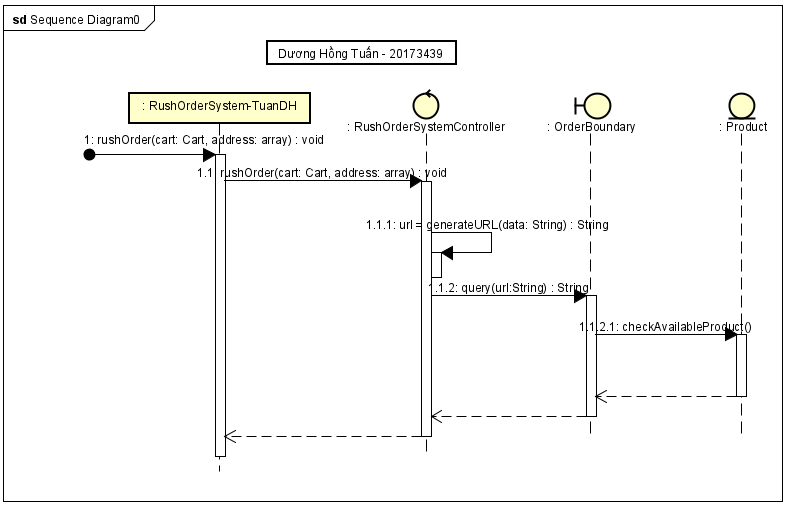 sd Sequence Diagram0
Dương Hồng Tuấn - 20173439
: RushOrderSystem-TuanDH
: RushOrderSystemController
: OrderBoundary
: Product
1: rushOrder(cart: Cart, address: array) : void
1.1: rushOrder(cart: Cart, address: array) : void
1.1.1: url = generateURL(data: String) : String
1.1.2: query(url:String) : String
1.1.2.1: checkAvailableProduct()